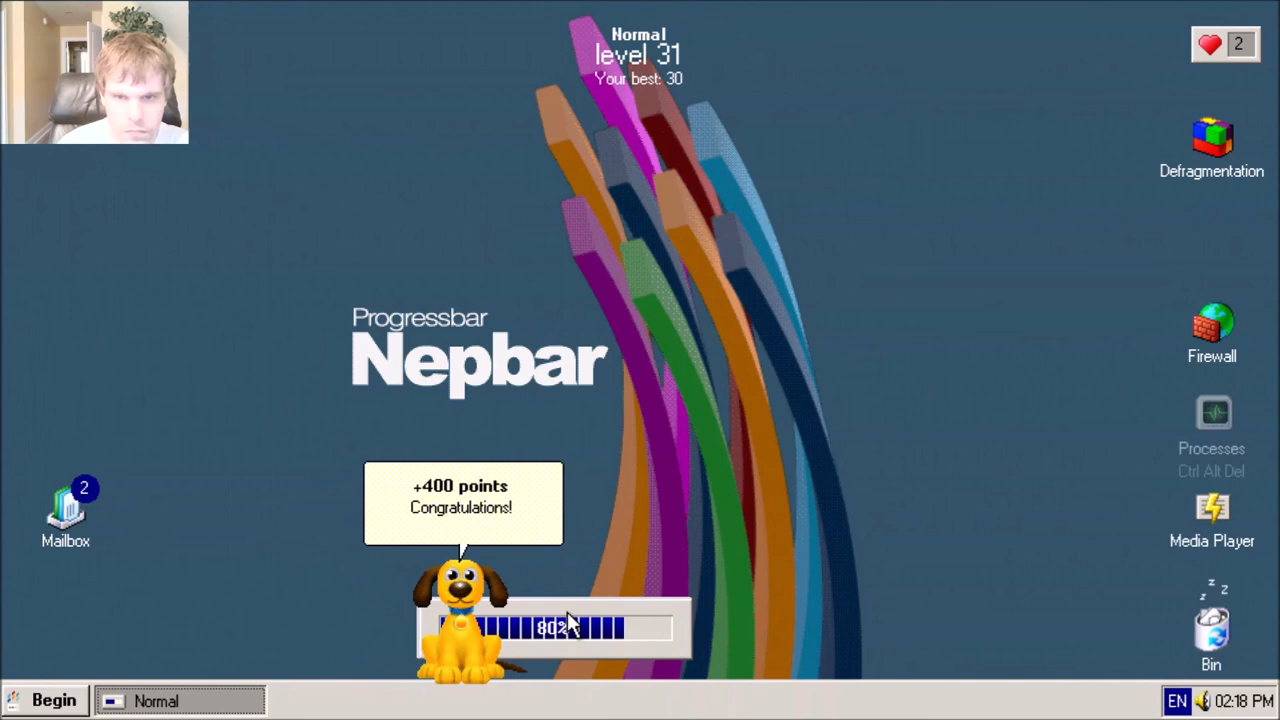 Normal
level 31
Your best: 30
2
Defragmentation
Progressbar
Nepbar
Firewall
Processes
Ctrl Alt Del
+400 points
Congratulations!
2
Mailbox
Media Player
z z z
80%
Bin
Begin
Normal
EN
02:18 PM